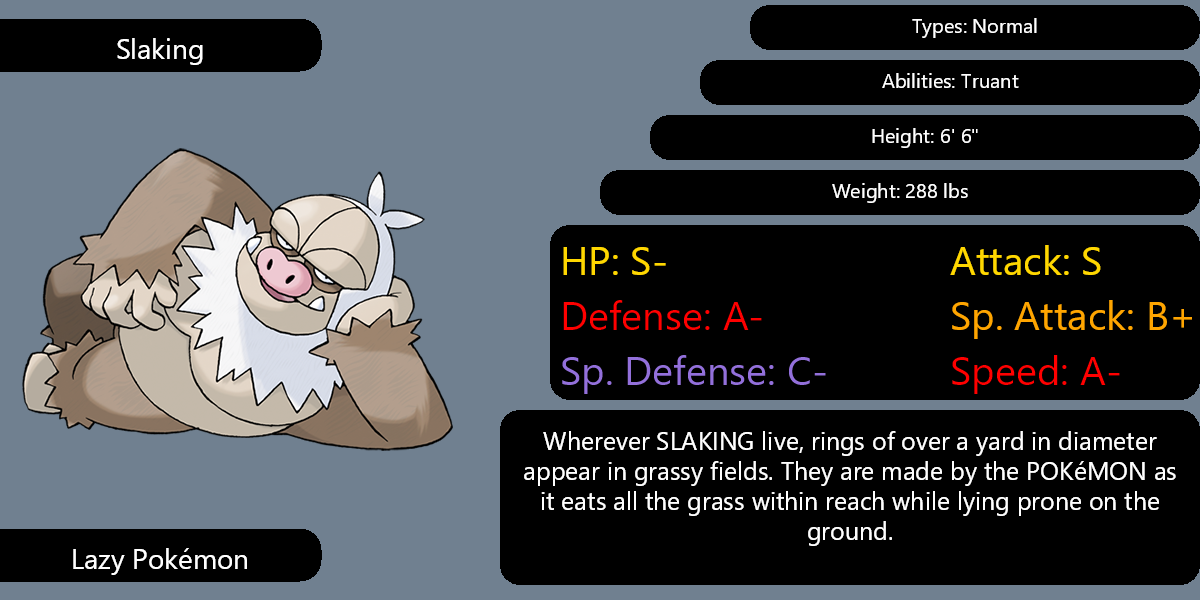 Slaking
Types: Normal
Abilities: Truant
Height: 6' 6"
Weight: 288 lbs
HP: S-
Attack: S
Defense: A-
Sp. Attack: B+
Sp. Defense: C-
Speed: A-
Wherever SLAKING live, rings of over a yard in diameter
appear in grassy fields. They are made by the POKéMON as
it eats all the grass within reach while lying prone on the
ground.
Lazy Pokémon